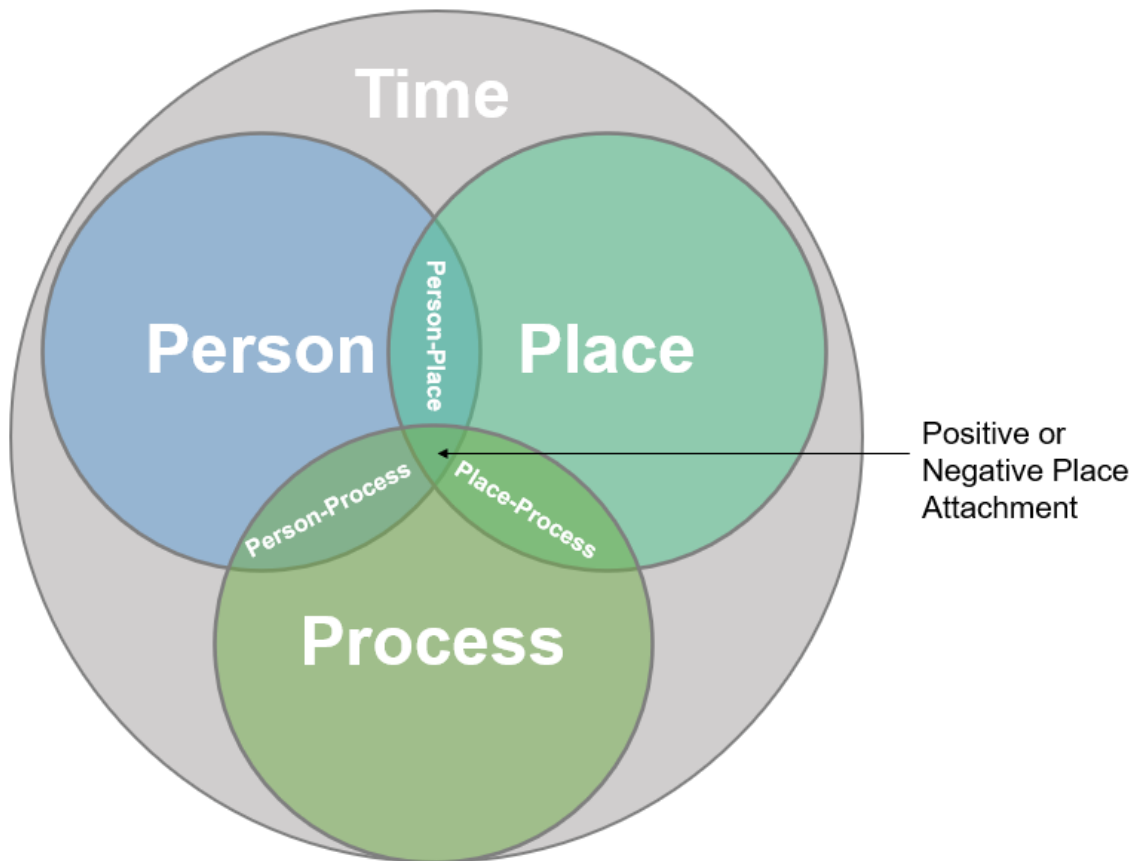 Time
Person
Place
Person-Place
Person-Process
Place-Process
Process
Positive or
Negative Place
Attachment